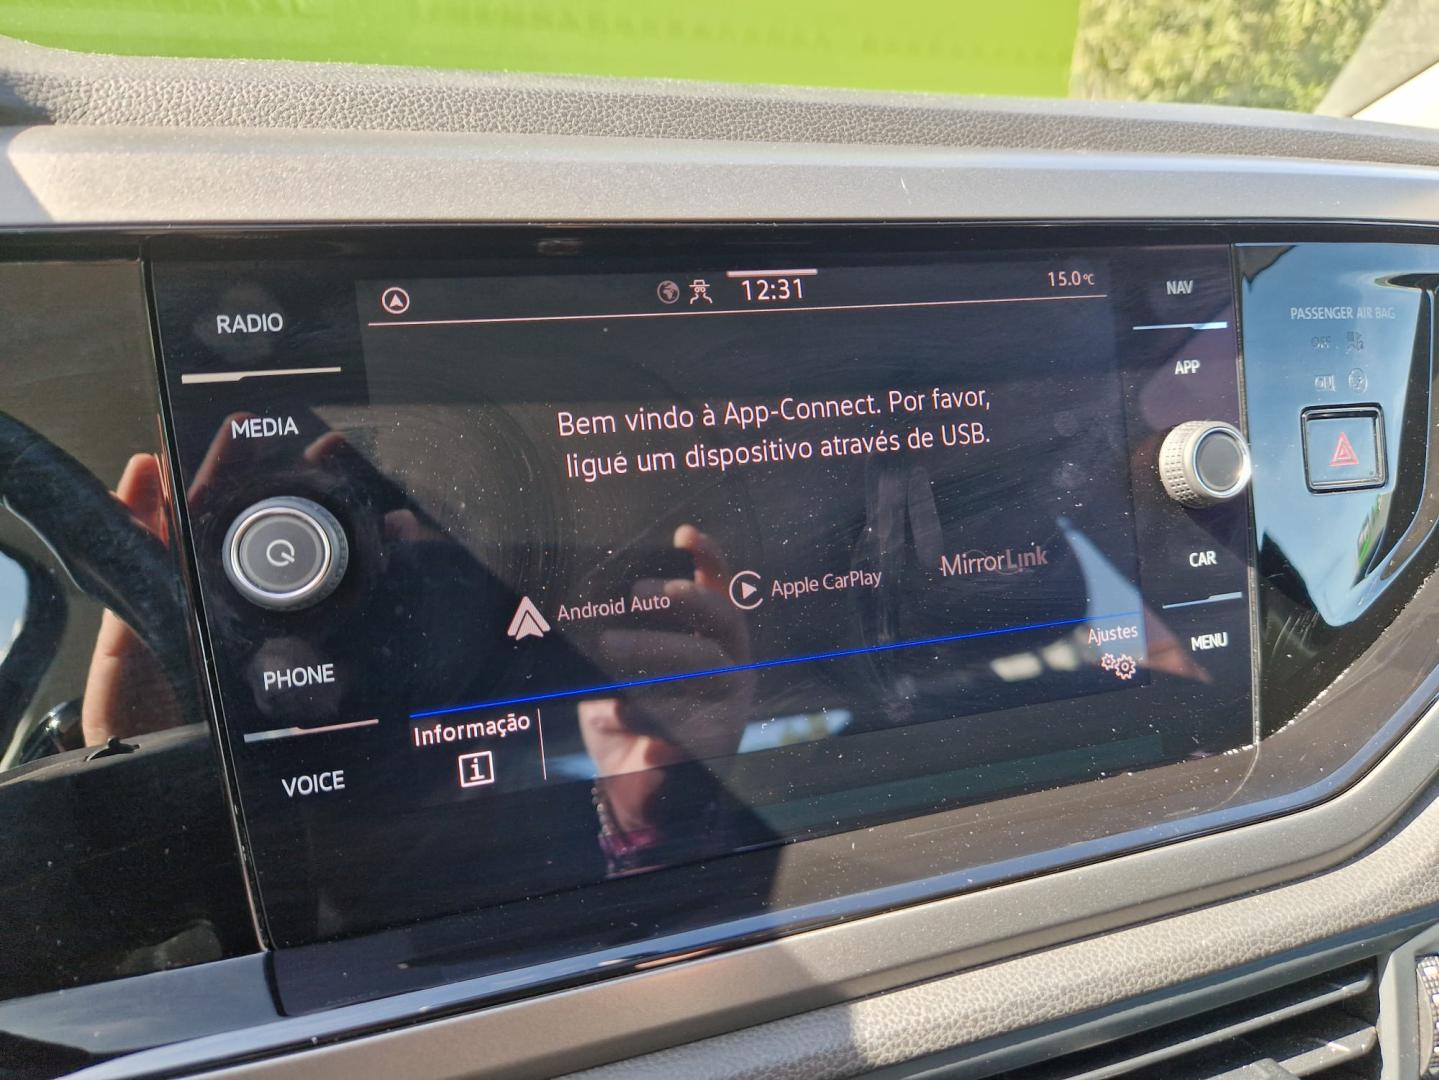 RADIO
MEDIA
PHONE
VOICE
12:31
15.0°C
Bem vindo à App-Connect. Por favor,
ligue um dispositivo através de USB.
Android Auto
Apple CarPlay
MirrorLink
Ajustes
Informação
i
NAV
APP
CAR
MENU
PASSENGER AIR BAG